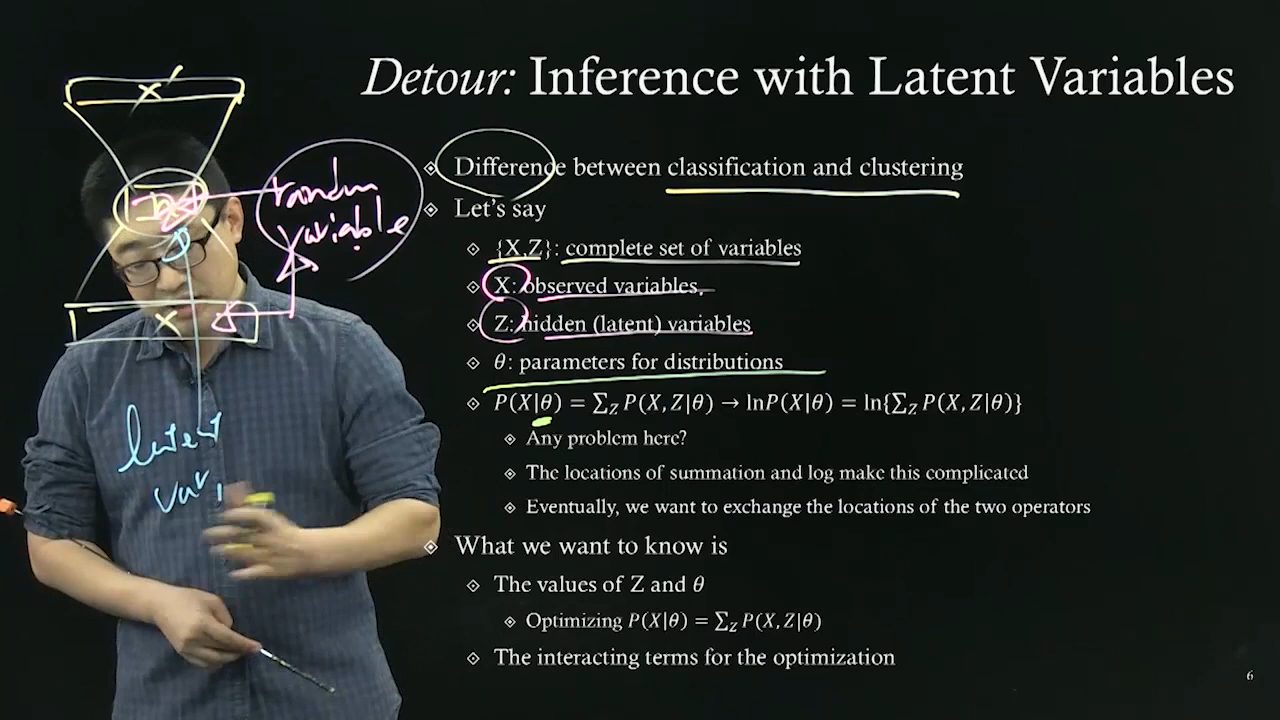 Detour: Inference with Latent Variables
X'
random
variable
X
latent
var.
Difference between classification and clustering
Let's say
{X,Z}: complete set of variables
X: observed variables
Z: hidden (latent) variables
θ: parameters for distributions
P(X|θ) = ∑_Z P(X, Z|θ) → lnP(X|θ) = ln{∑_Z P(X, Z|θ)}
Any problem here?
The locations of summation and log make this complicated
Eventually, we want to exchange the locations of the two operators
What we want to know is
The values of Z and θ
Optimizing P(X|θ) = ∑_Z P(X, Z|θ)
The interacting terms for the optimization
6